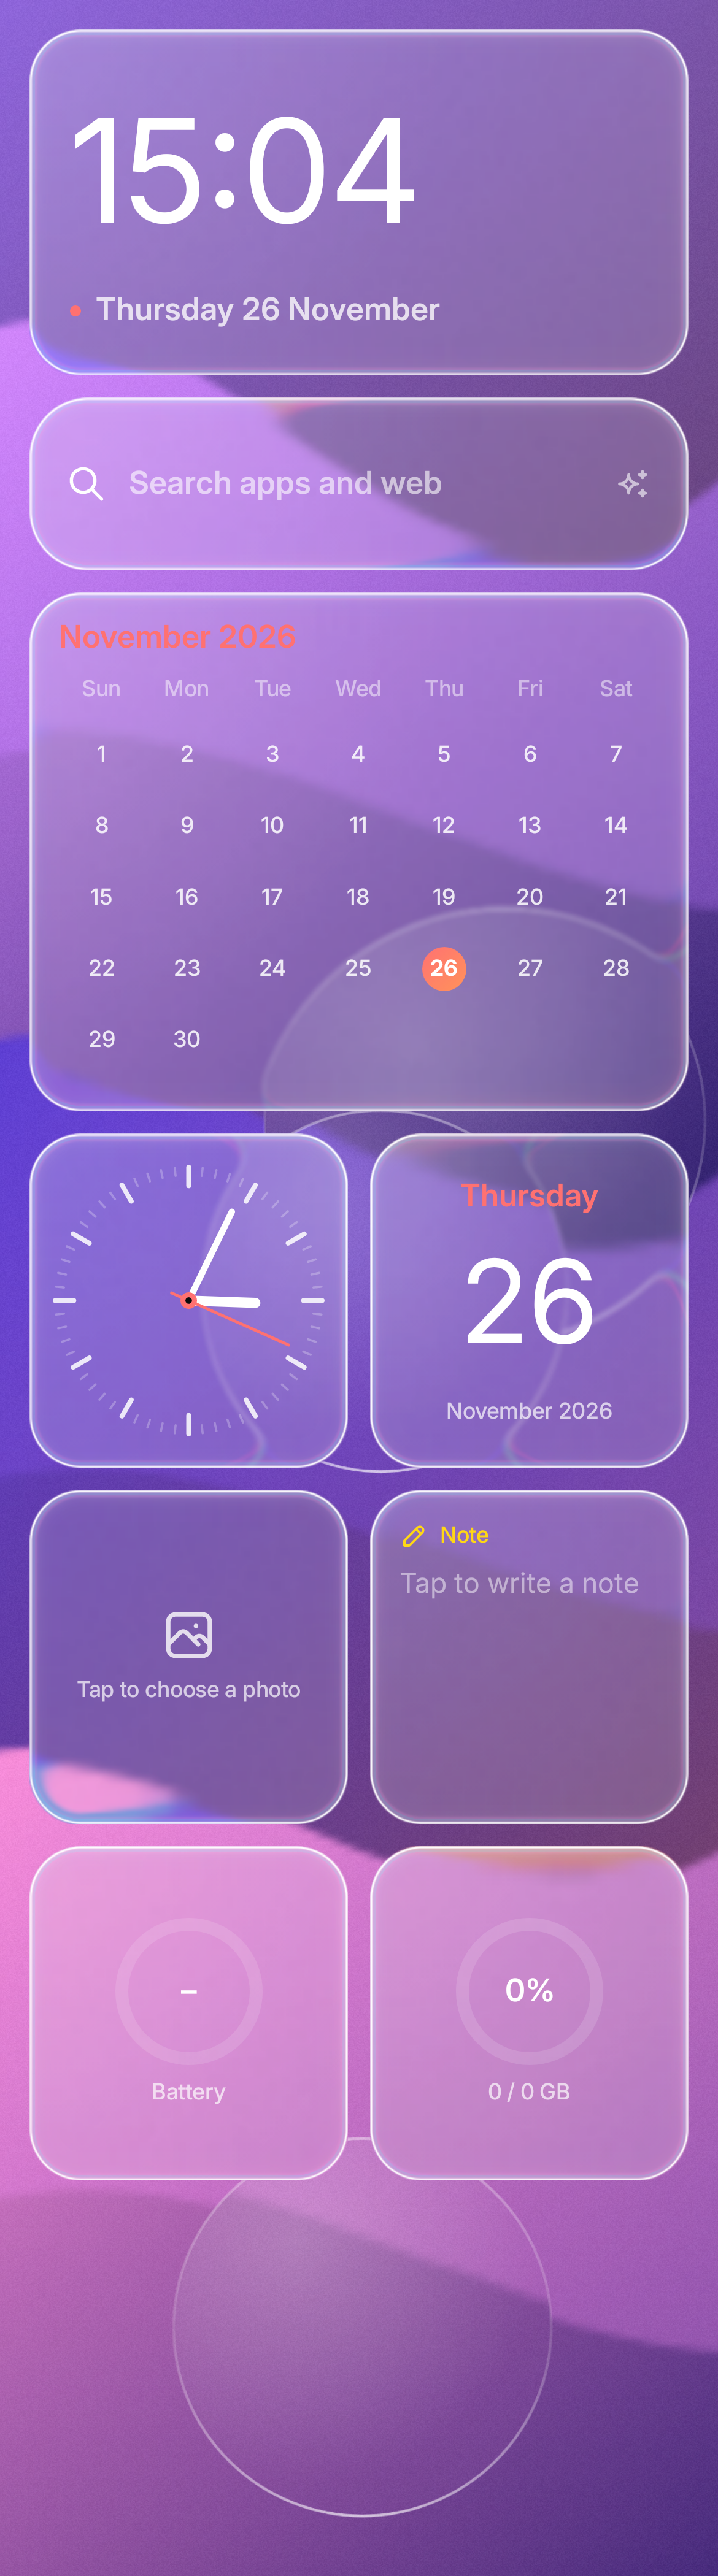 15:04
Thursday 26 November
Search apps and web
November 2026
Sun Mon Tue Wed Thu Fri Sat
1 2 3 4 5 6 7
8 9 10 11 12 13 14
15 16 17 18 19 20 21
22 23 24 25 26 27 28
29 30
Thursday
26
November 2026
Tap to choose a photo
Note
Tap to write a note
–
Battery
0%
0 / 0 GB